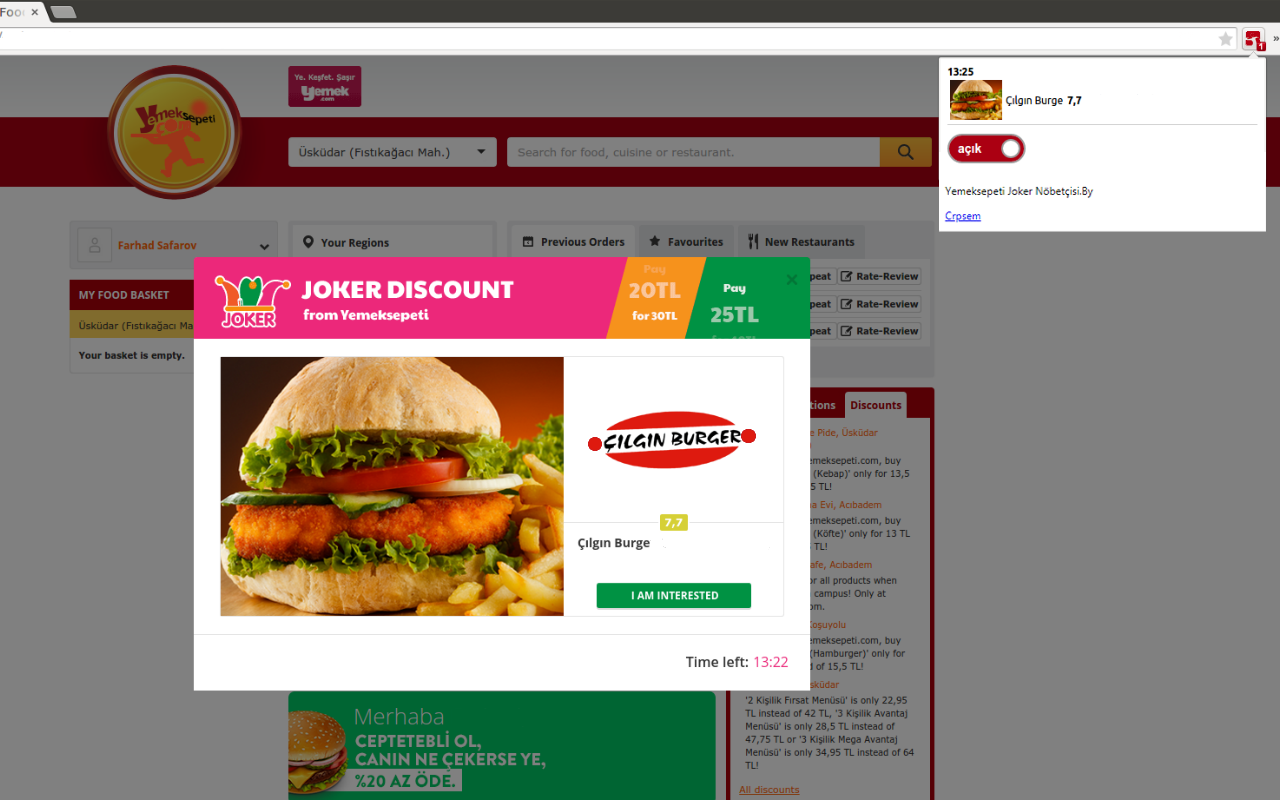 Foo
Ye. Keşfet. Şaşır
Yemek
.com
Yemeksepeti
Üsküdar (Fıstıkağacı Mah.)
Search for food, cuisine or restaurant.
1
13:25
Çılgın Burge 7,7
açık
Yemeksepeti Joker Nöbetçisi.By
Crpsem
Farhad Safarov
Your Regions
Previous Orders
Favourites
New Restaurants
MY FOOD BASKET
Üsküdar (Fıstıkağacı Ma
Your basket is empty.
peat
Rate-Review
peat
Rate-Review
peat
Rate-Review
JOKER
JOKER DISCOUNT
from Yemeksepeti
Pay
20TL
for 30TL
Pay
25TL
ÇILGIN BURGER
7,7
Çılgın Burge
I AM INTERESTED
Time left: 13:22
tions
Discounts
e Pide, Üsküdar
emeksepeti.com, buy
(Kebap)' only for 13,5
5 TL!
na Evi, Acıbadem
emeksepeti.com, buy
(Köfte)' only for 13 TL
TL!
afe, Acıbadem
or all products when
campus! Only at
om.
Koşuyolu
emeksepeti.com, buy
(Hamburger)' only for
d of 15,5 TL!
sküdar
'2 Kişilik Fırsat Menüsü' is only 22,95
TL instead of 42 TL, '3 Kişilik Avantaj
Menüsü' is only 28,5 TL instead of
47,75 TL or '3 Kişilik Mega Avantaj
Menüsü' is only 34,95 TL instead of 64
TL!
All discounts
Merhaba
CEPTETEBLİ OL,
CANIN NE ÇEKERSE YE,
%20 AZ ÖDE.